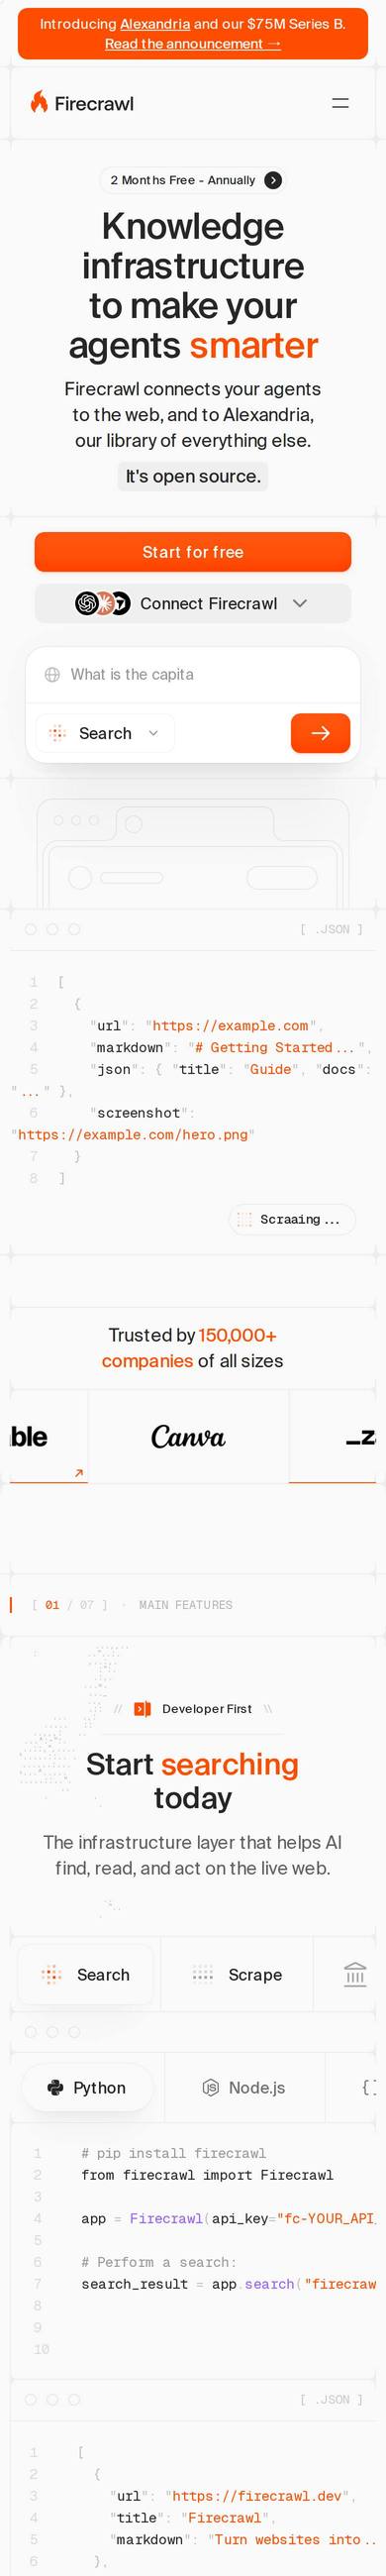 Introducing Alexandria and our $75M Series B.
Read the announcement →
Firecrawl
2 Months Free - Annually
Knowledge
infrastructure
to make your
agents smarter
Firecrawl connects your agents
to the web, and to Alexandria,
our library of everything else.
It's open source.
Start for free
Connect Firecrawl
What is the capita
Search
[ .JSON ]
1 [
2 {
3 "url": "https://example.com",
4 "markdown": "# Getting Started...",
5 "json": { "title": "Guide", "docs":
"..." },
6 "screenshot":
"https://example.com/hero.png"
7 }
8 ]
Scraaing...
Trusted by 150,000+
companies of all sizes
Canva
[ 01 / 07 ] · MAIN FEATURES
// Developer First \\
Start searching
today
The infrastructure layer that helps AI
find, read, and act on the live web.
Search Scrape
Python Node.js
1 # pip install firecrawl
2 from firecrawl import Firecrawl
3
4 app = Firecrawl(api_key="fc-YOUR_API_
5
6 # Perform a search:
7 search_result = app.search("firecraw
8
9
10
[ .JSON ]
1 [
2 {
3 "url": "https://firecrawl.dev",
4 "title": "Firecrawl",
5 "markdown": "Turn websites into..
6 },